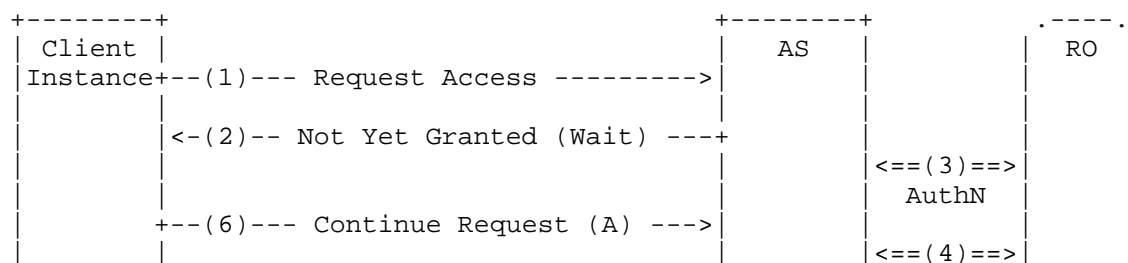 +--------+                                  +--------+          .----.
| Client |                                  |   AS   |          | RO
|Instance+--(1)--- Request Access --------->|        |          |
|        |                                  |        |          |
|        |<-(2)-- Not Yet Granted (Wait) ---+        |          |
|        |                                  |        |<==(3)==>|
|        |                                  |        |  AuthN   |
|        +--(6)--- Continue Request (A) --->|        |          |
|        |                                  |        |<==(4)==>|